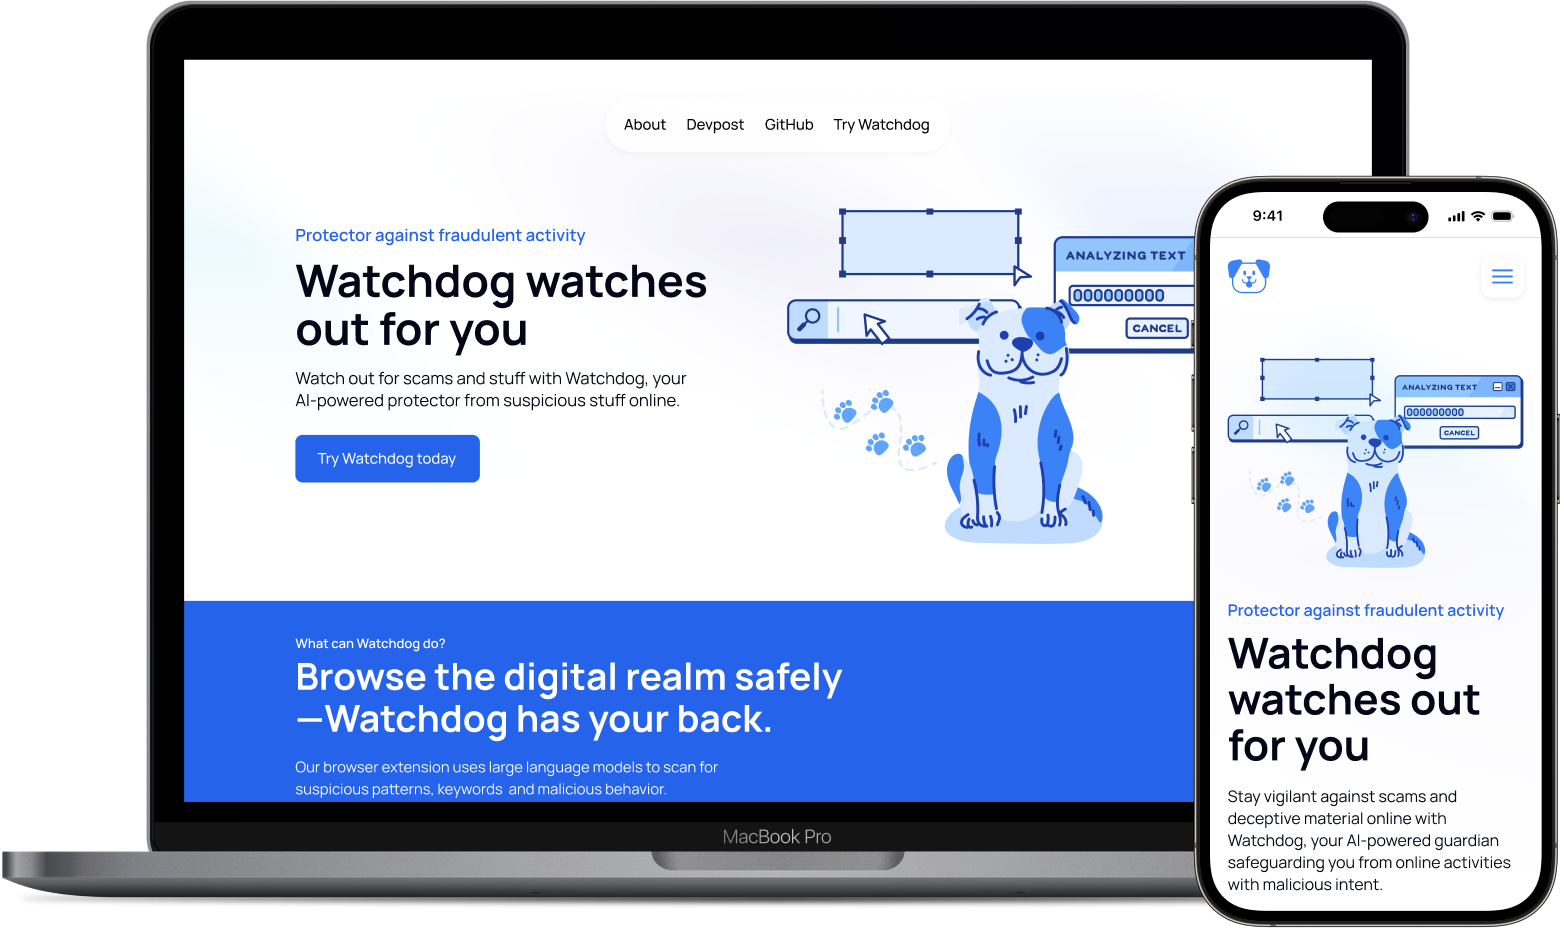 About Devpost GitHub Try Watchdog
Protector against fraudulent activity
Watchdog watches
out for you
Watch out for scams and stuff with Watchdog, your
AI-powered protector from suspicious stuff online.
Try Watchdog today
ANALYZING TEXT
000000000
CANCEL
What can Watchdog do?
Browse the digital realm safely
—Watchdog has your back.
Our browser extension uses large language models to scan for
suspicious patterns, keywords  and malicious behavior.
MacBook Pro
9:41
ANALYZING TEXT
000000000
CANCEL
Protector against fraudulent activity
Watchdog
watches out
for you
Stay vigilant against scams and
deceptive material online with
Watchdog, your AI-powered guardian
safeguarding you from online activities
with malicious intent.